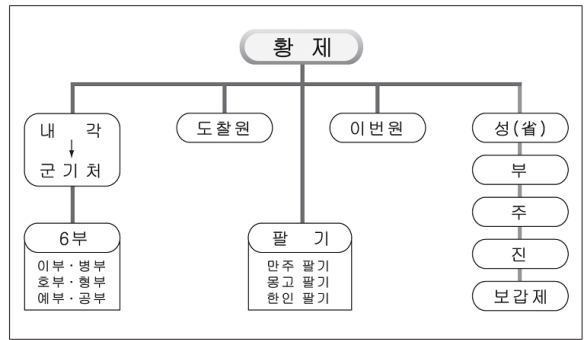 황 제
내 각
↓
군 기 처
도찰원
이번원
성(省)
부
주
진
보갑제
6부
이부·병부
호부·형부
예부·공부
팔 기
만주 팔기
몽고 팔기
한인 팔기